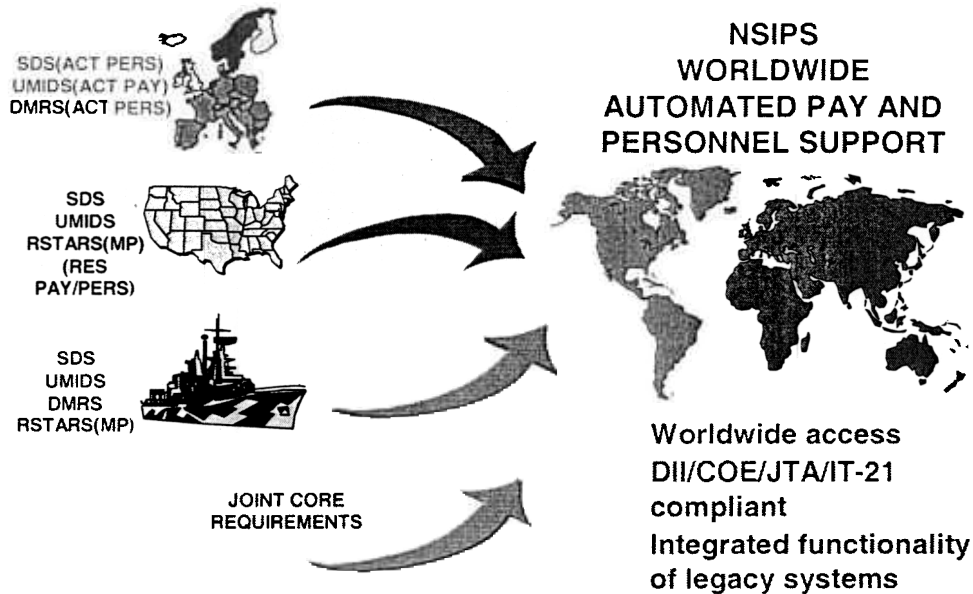 SDS(ACT PERS)
UMIDS(ACT PAY)
DMRS(ACT PERS)
SDS
UMIDS
RSTARS(MP)
(RES
PAY/PERS)
SDS
UMIDS
DMRS
RSTARS(MP)
JOINT CORE
REQUIREMENTS
NSIPS
WORLDWIDE
AUTOMATED PAY AND
PERSONNEL SUPPORT
Worldwide access
DII/COE/JTA/IT-21
compliant
Integrated functionality
of legacy systems